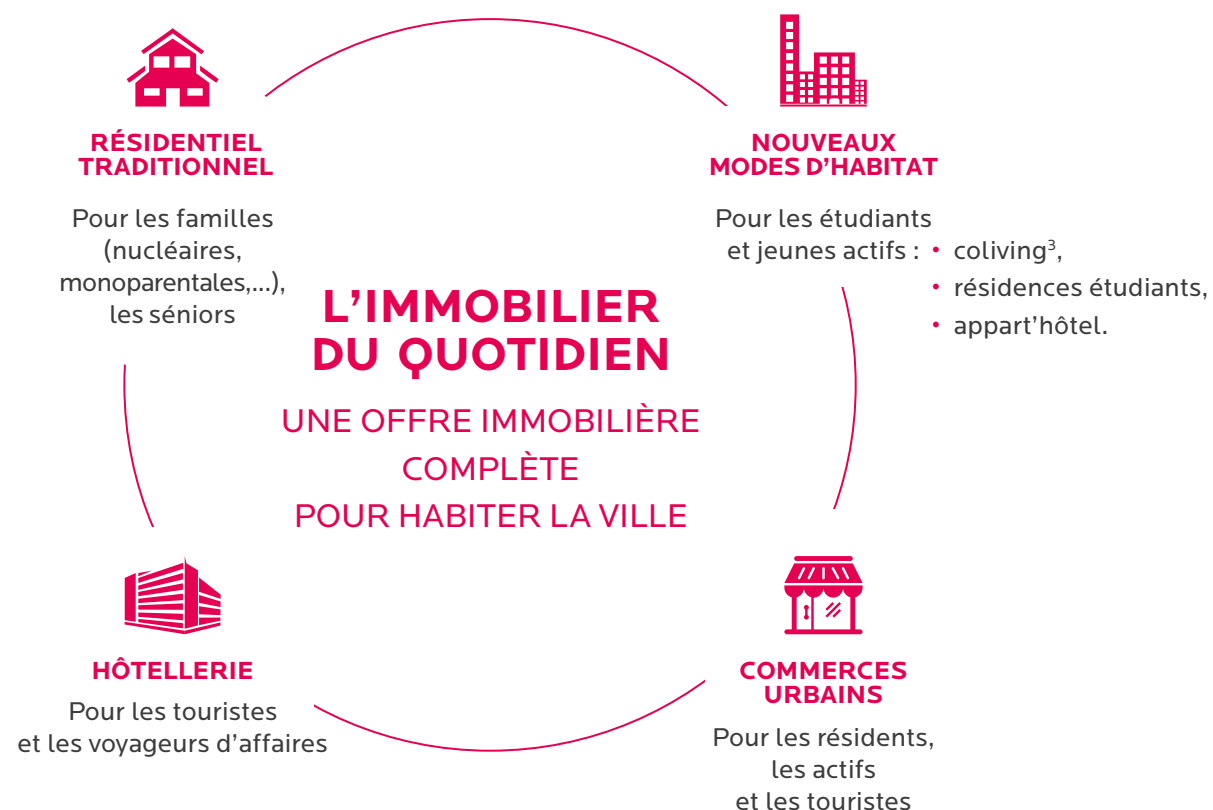 RÉSIDENTIEL
TRADITIONNEL
Pour les familles
(nucléaires,
monoparentales,...),
les séniors
NOUVEAUX
MODES D’HABITAT
Pour les étudiants
et jeunes actifs : • coliving³,
• résidences étudiants,
• appart’hôtel.
L’IMMOBILIER
DU QUOTIDIEN
UNE OFFRE IMMOBILIÈRE
COMPLÈTE
POUR HABITER LA VILLE
HÔTELLERIE
Pour les touristes
et les voyageurs d’affaires
COMMERCES
URBAINS
Pour les résidents,
les actifs
et les touristes